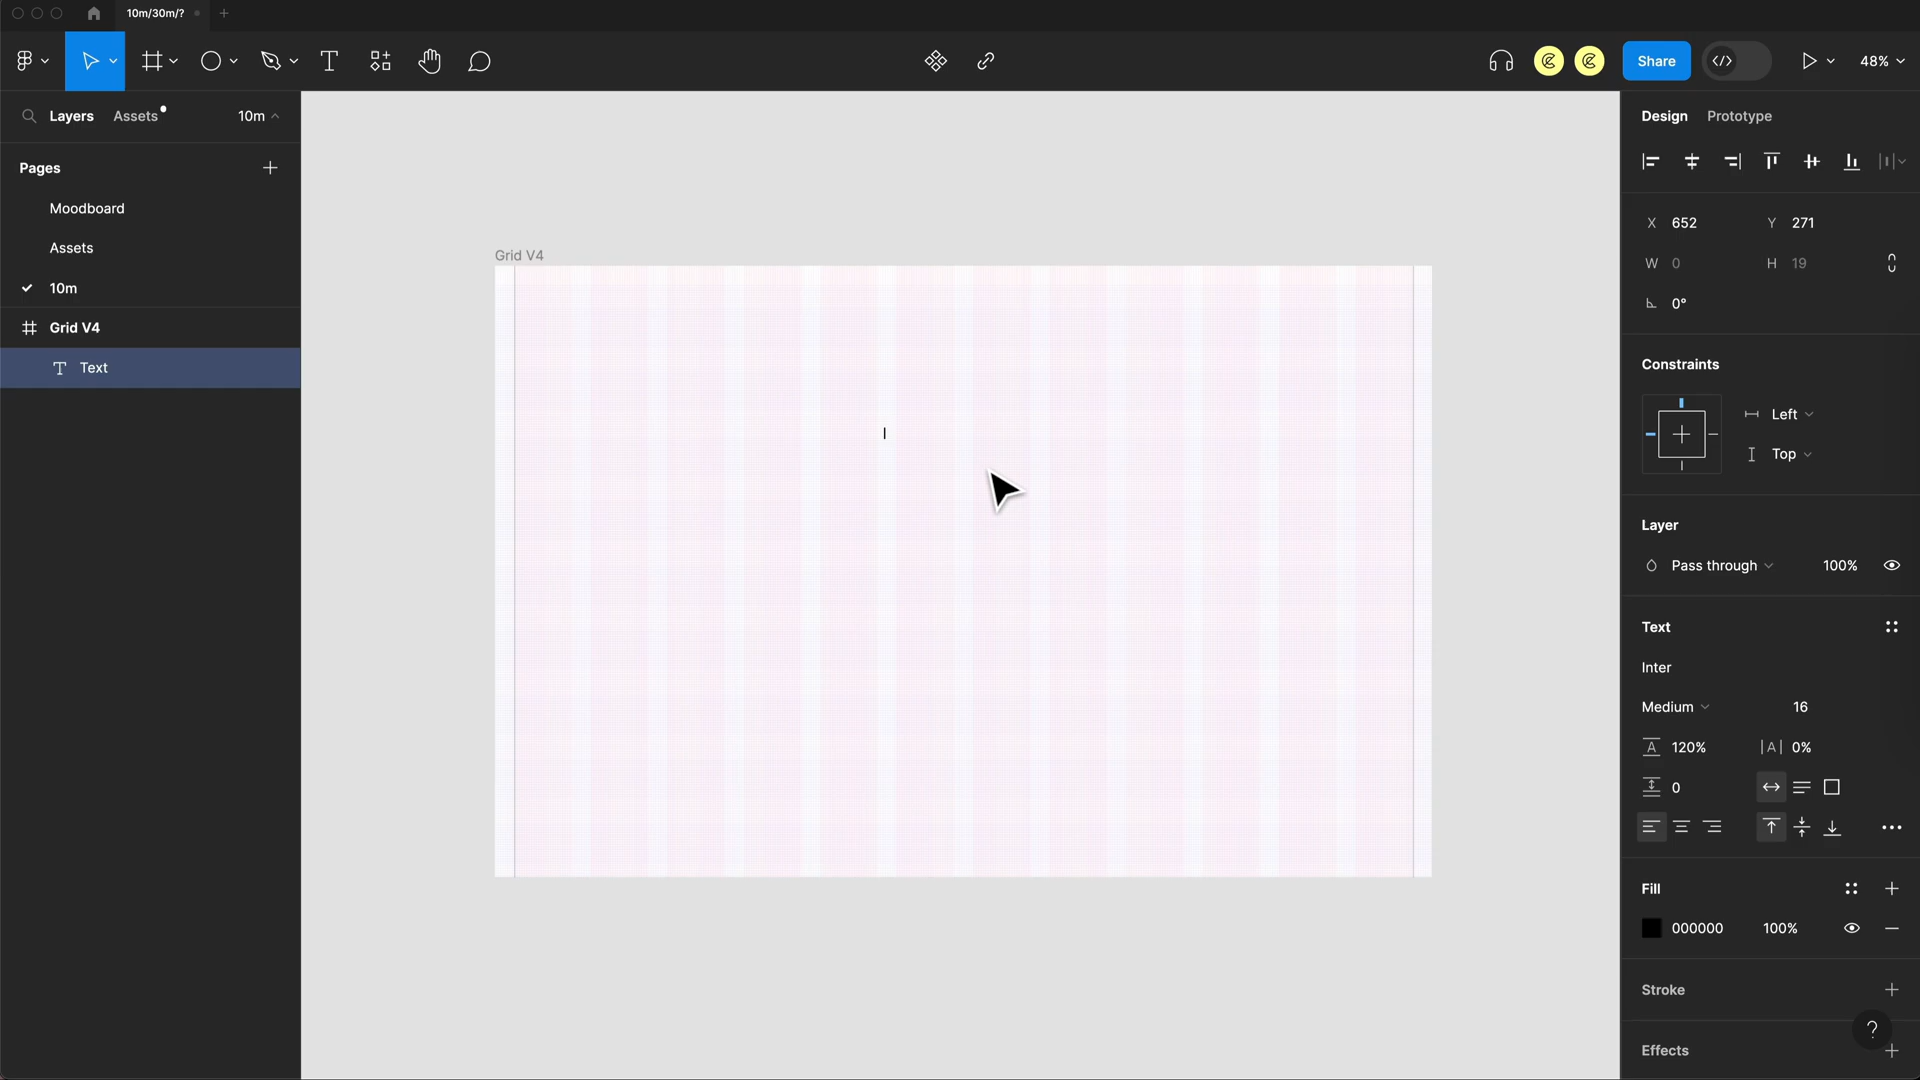 10m/30m/?
Share
48%
Layers
Assets
10m
Pages
Moodboard
Assets
10m
Grid V4
Text
Grid V4
Design
Prototype
X 652
Y 271
W 0
H 19
0°
Constraints
Left
Top
Layer
Pass through
100%
Text
Inter
Medium
16
120%
0%
0
Fill
000000
100%
Stroke
Effects
?